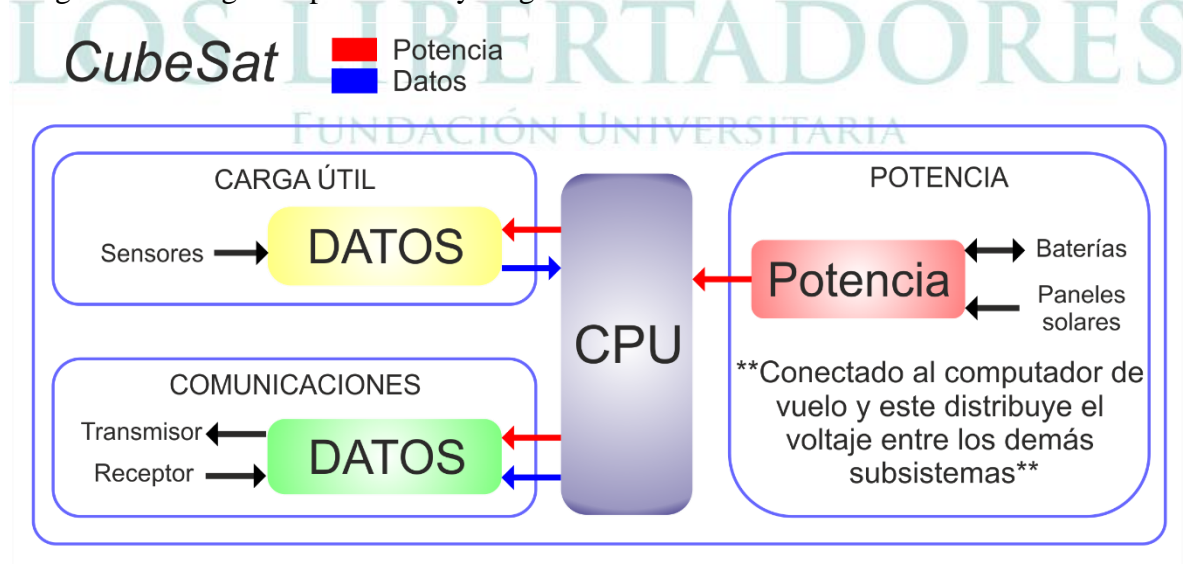 LOS LIBERTADORES
CubeSat
Potencia
Datos
FUNDACIÓN UNIVERSITARIA
CARGA ÚTIL
Sensores
DATOS
COMUNICACIONES
Transmisor
Receptor
DATOS
CPU
POTENCIA
Potencia
Baterías
Paneles
solares
**Conectado al computador de
vuelo y este distribuye el
voltaje entre los demás
subsistemas**